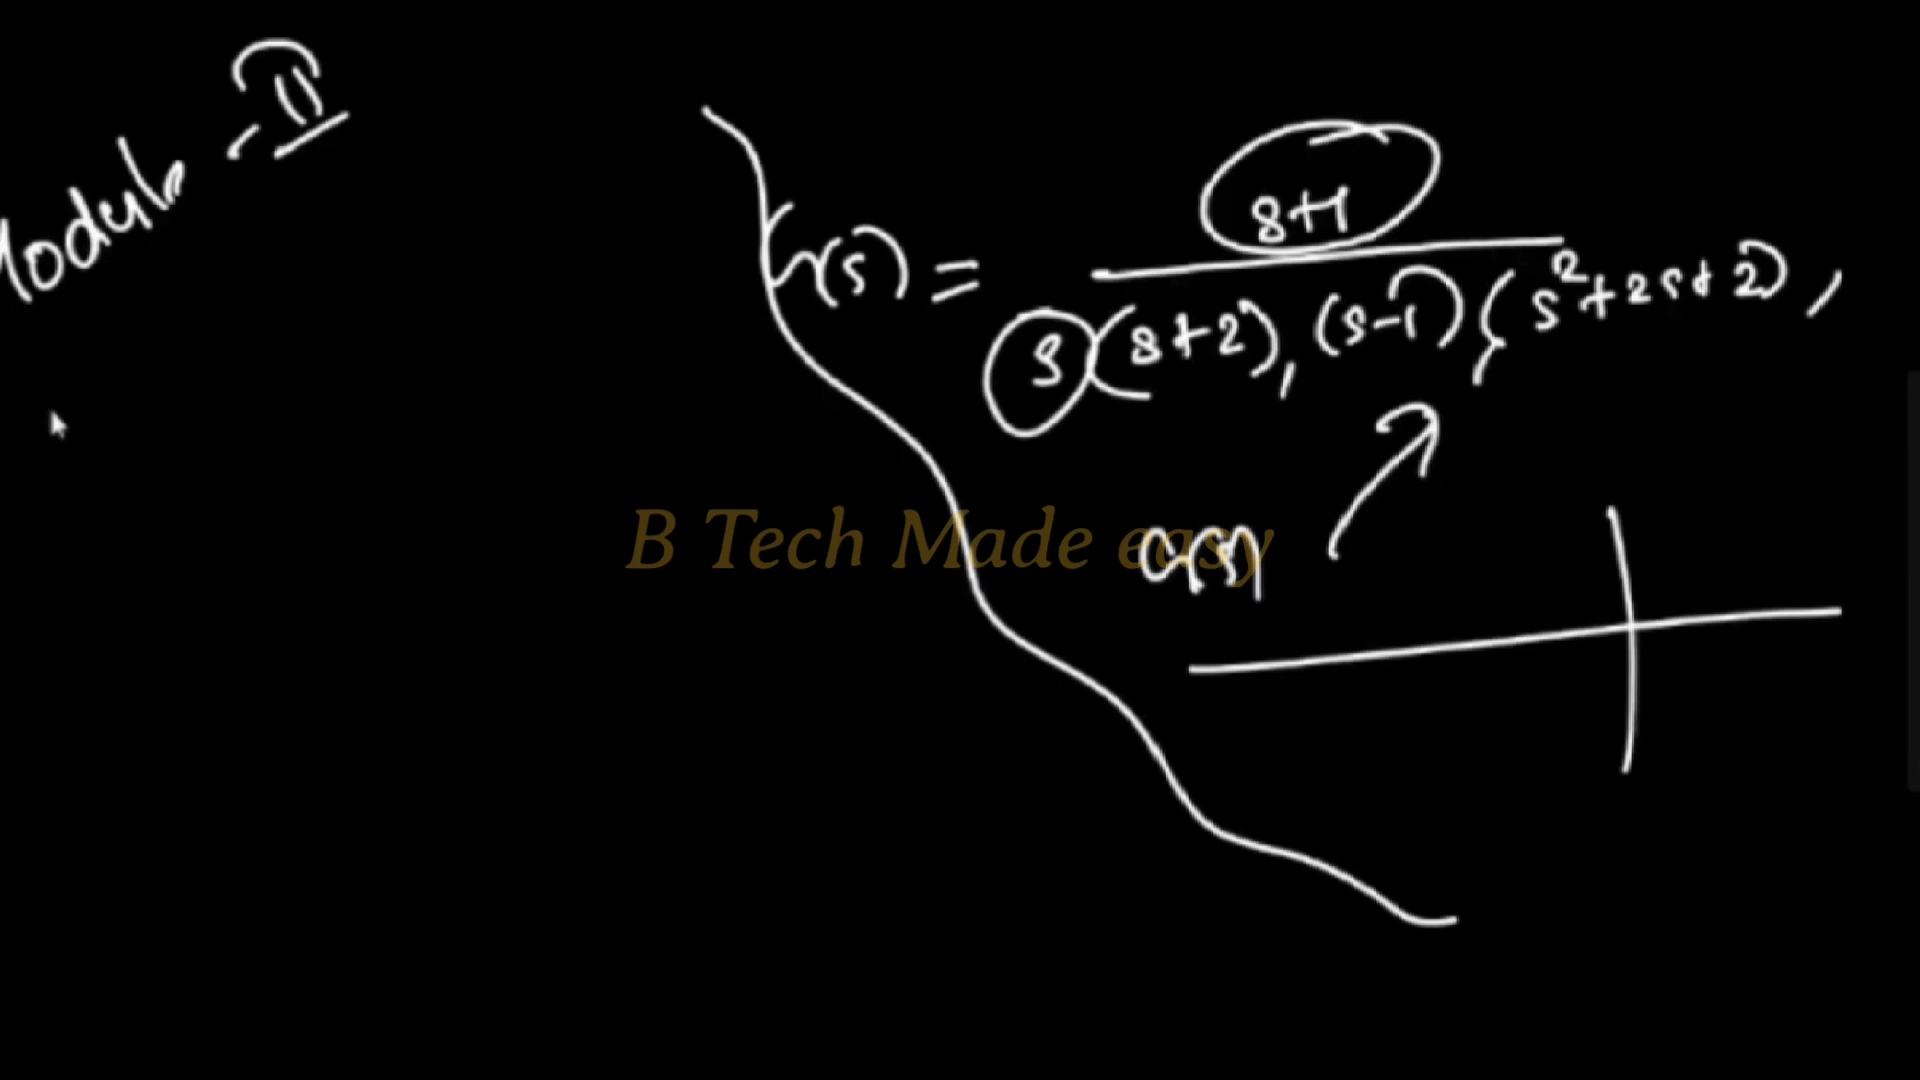 Module - II
G(s) =
s+1
s (s+2), (s-1) (s²+2s+2),
B Tech Made easy
G(s)